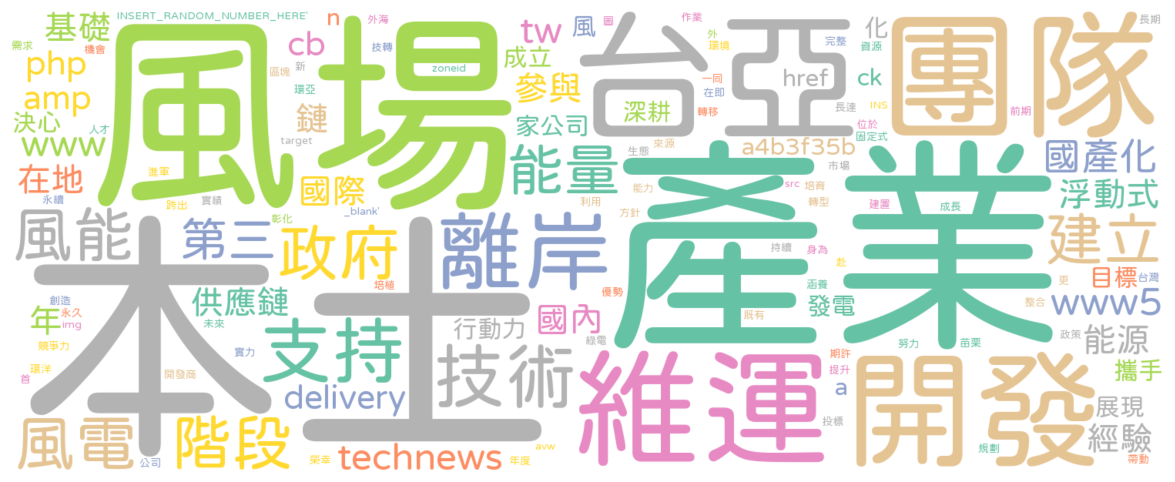 INSERT_RANDOM_NUMBER_HERE'
n
外海
圖
作業
長期
基礎
cb
tw
風
外
環境
完整
化
資源
需求
機會
風場
技轉
成立
台亞
團隊
php
區塊
新
zoneid
參與
一同
href
ck
amp
環亞
深耕
在即
長速
INS
前期
決心
人才
鏈
家公司
轉移
位於
固定式
www
target
來源
a4b3f35b
能量
生態
市場
國產化
在地
進軍
國際
能力
src
培育
浮動式
永續
跨出
實績
利用
方針
轉型
建置
成長
_blank'
彰化
風能
第三
政府
離岸
產業
持續
身為
建立
赴
本土
培植
優勢
涵養
更
目標
台灣
創造
供應鏈
發電
整合
www5
年
永久
img
未來
支持
行動力
國內
既有
政策
能源
競爭力
實力
綠電
努力
苗栗
首
環洋
開發商
技術
維運
期許
提升
開發
攜手
delivery
a
展現
風電
階段
投標
經驗
公司
榮幸
technews
年度
avw
規劃
帶動